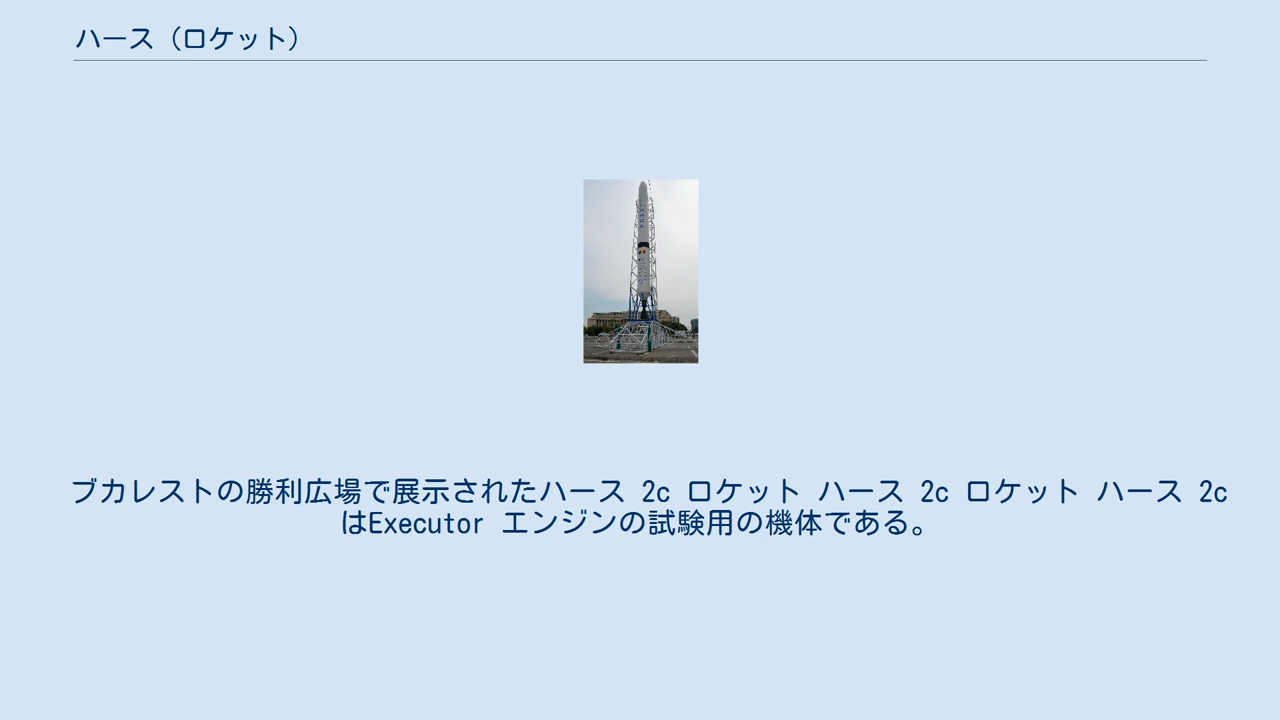 ハース（ロケット）
ブカレストの勝利広場で展示されたハース 2c ロケット ハース 2c ロケット ハース 2c
はExecutor エンジンの試験用の機体である。